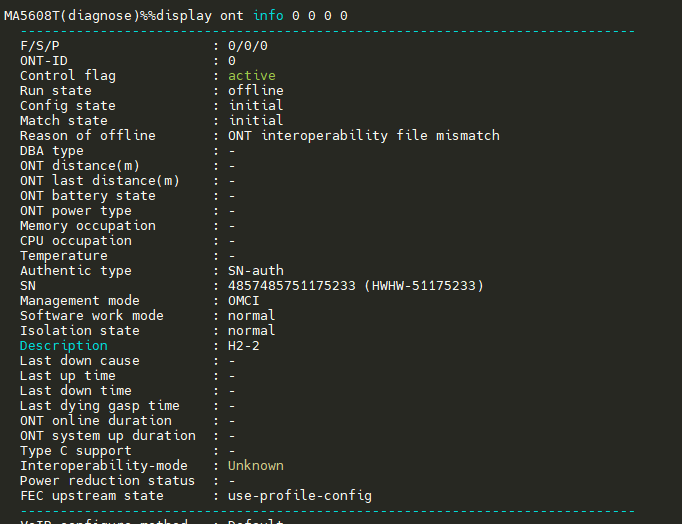 MA5608T(diagnose)%%display ont info 0 0 0 0
-----------------------------------------------------------------------------
F/S/P : 0/0/0
ONT-ID : 0
Control flag : active
Run state : offline
Config state : initial
Match state : initial
Reason of offline : ONT interoperability file mismatch
DBA type : -
ONT distance(m) : -
ONT last distance(m) : -
ONT battery state : -
ONT power type : -
Memory occupation : -
CPU occupation : -
Temperature : -
Authentic type : SN-auth
SN : 4857485751175233 (HWHW-51175233)
Management mode : OMCI
Software work mode : normal
Isolation state : normal
Description : H2-2
Last down cause : -
Last up time : -
Last down time : -
Last dying gasp time : -
ONT online duration : -
ONT system up duration : -
Type C support : -
Interoperability-mode : Unknown
Power reduction status : -
FEC upstream state : use-profile-config
-----------------------------------------------------------------------------
VoIP configure method : Default